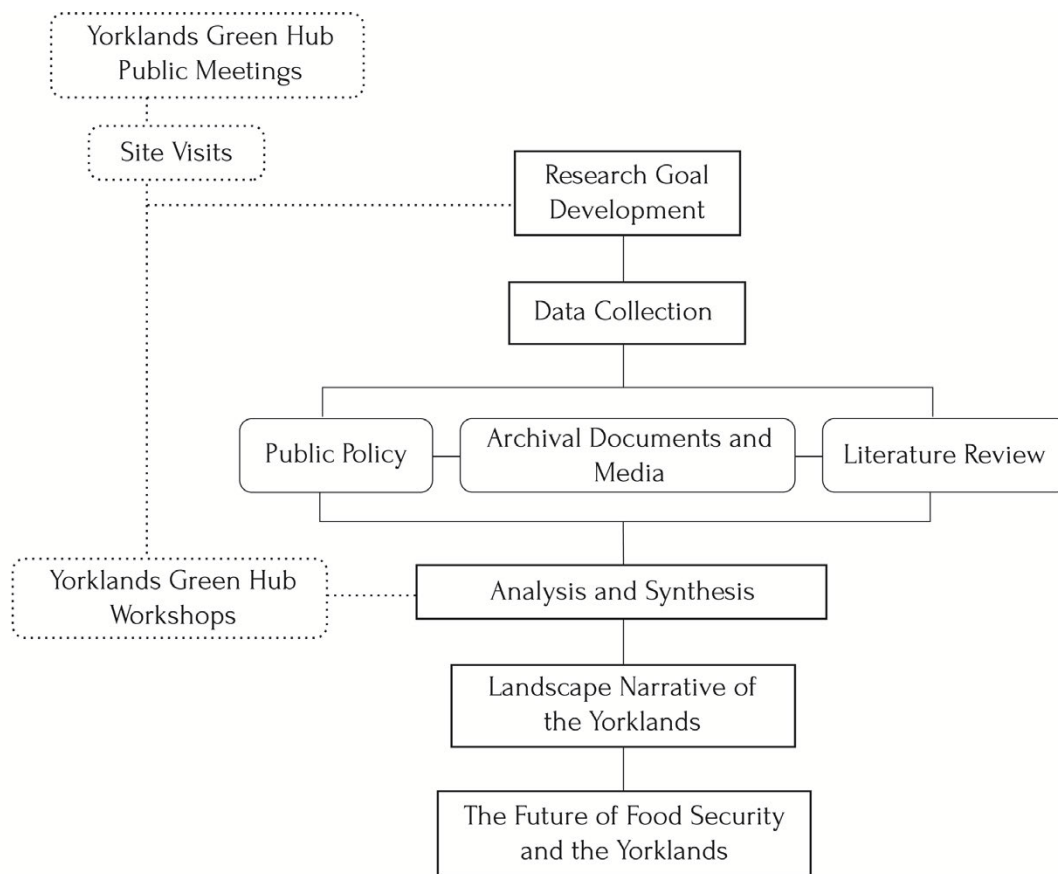 Yorklands Green Hub
Public Meetings
Site Visits
Research Goal
Development
Data Collection
Public Policy
Archival Documents and
Media
Literature Review
Yorklands Green Hub
Workshops
Analysis and Synthesis
Landscape Narrative of
the Yorklands
The Future of Food Security
and the Yorklands